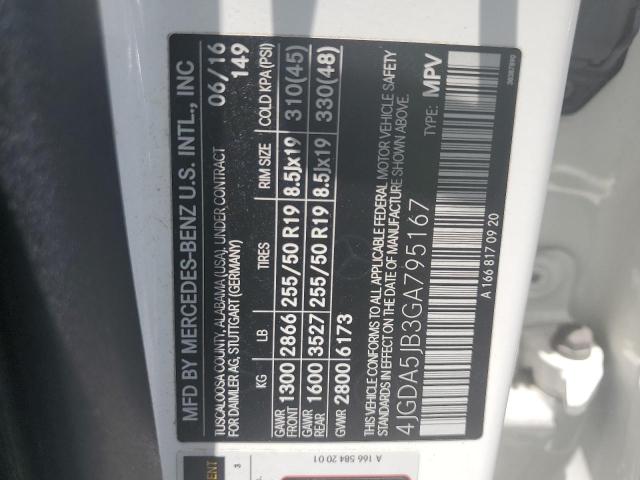 MFD BY MERCEDES-BENZ U.S. INTL., INC
TUSCALOOSA COUNTY, ALABAMA (USA), UNDER CONTRACT 06/16
FOR DAIMLER AG, STUTTGART (GERMANY) 149
KG LB TIRES RIM SIZE COLD KPA (PSI)
GAWR FRONT 1300 2866 255/50 R19 8.5Jx19 310(45)
GAWR REAR 1600 3527 255/50 R19 8.5Jx19 330(48)
GVWR 2800 6173
THIS VEHICLE CONFORMS TO ALL APPLICABLE FEDERAL MOTOR VEHICLE SAFETY
STANDARDS IN EFFECT ON THE DATE OF MANUFACTURE SHOWN ABOVE.
4JGDA5JB3GA795167 TYPE: MPV
A 166 817 09 20
A 166 584 20 01
3